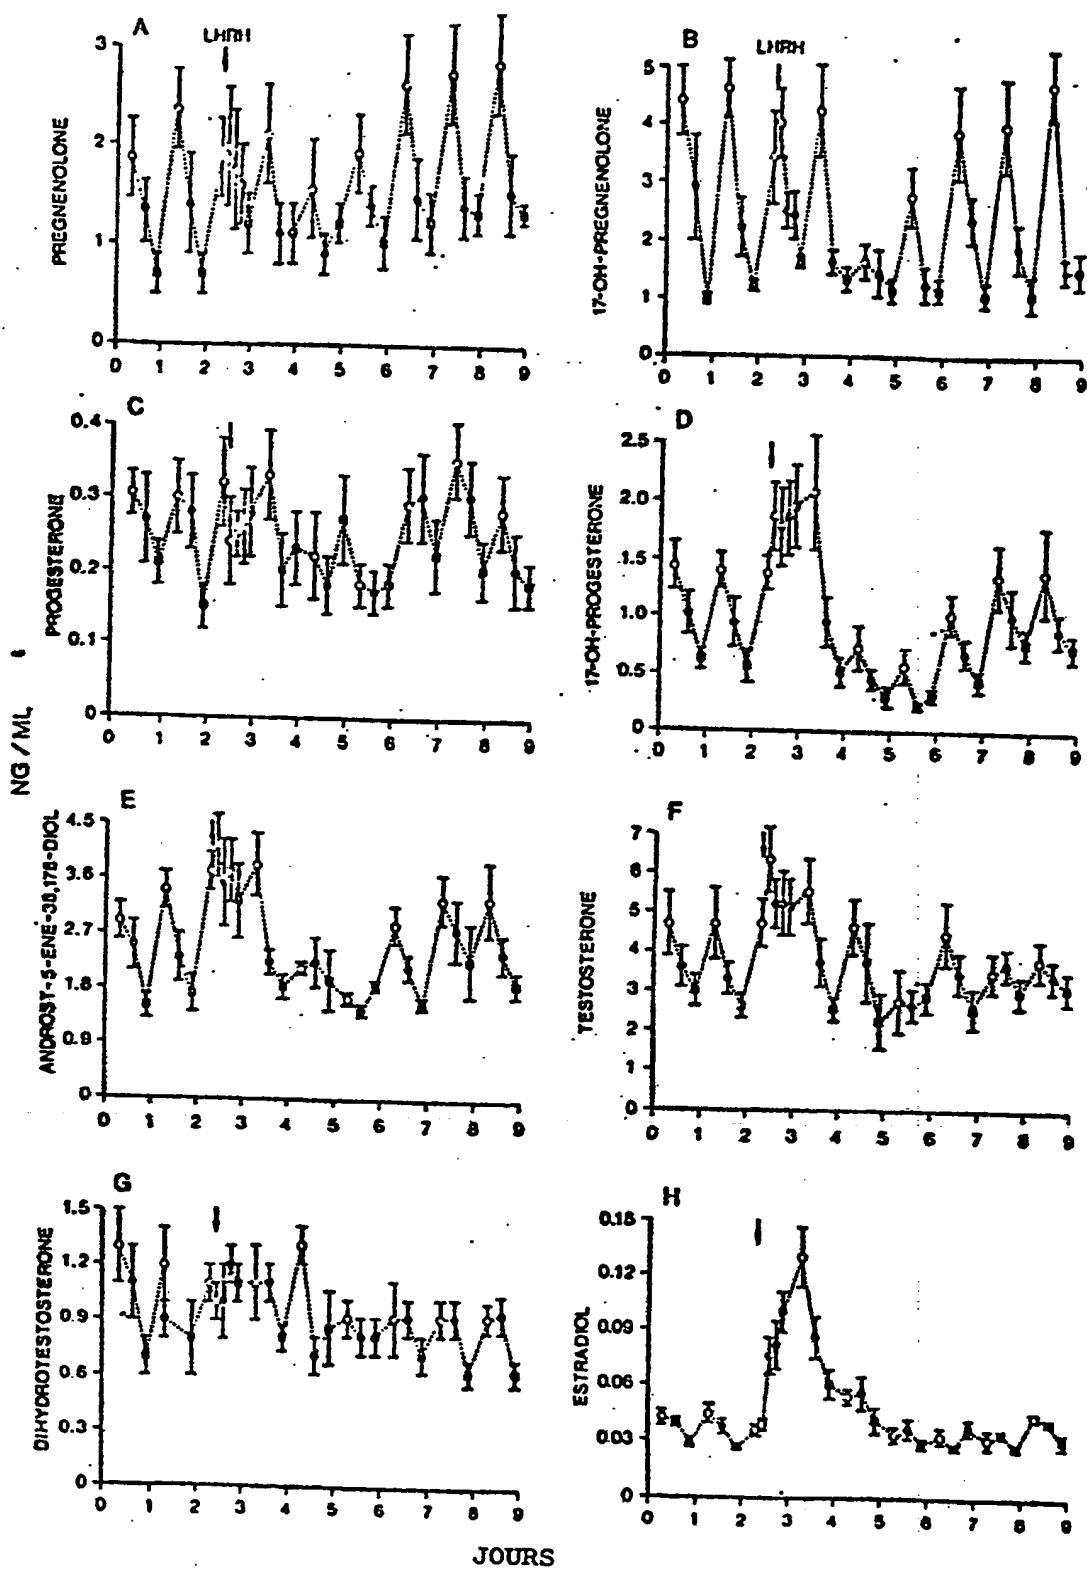 A
LHRH
PREGNENOLONE
3
2
1
0
0 1 2 3 4 5 6 7 8 9
B
LHRH
17-OH-PREGNENOLONE
5
4
3
2
1
0
0 1 2 3 4 5 6 7 8 9
C
PROGESTERONE
0.4
0.3
0.2
0.1
0
0 1 2 3 4 5 6 7 8 9
D
17-OH-PROGESTERONE
2.5
2.0
1.5
1.0
0.5
0
0 1 2 3 4 5 6 7 8 9
NG/ML
E
ANDROST-5-ENE-3β,17β-DIOL
4.5
3.6
2.7
1.8
0.9
0
0 1 2 3 4 5 6 7 8 9
F
TESTOSTERONE
7
6
5
4
3
2
1
0
0 1 2 3 4 5 6 7 8 9
G
DIHYDROTESTOSTERONE
1.5
1.2
0.9
0.6
0.3
0
0 1 2 3 4 5 6 7 8 9
H
ESTRADIOL
0.15
0.12
0.09
0.06
0.03
0
0 1 2 3 4 5 6 7 8 9
JOURS